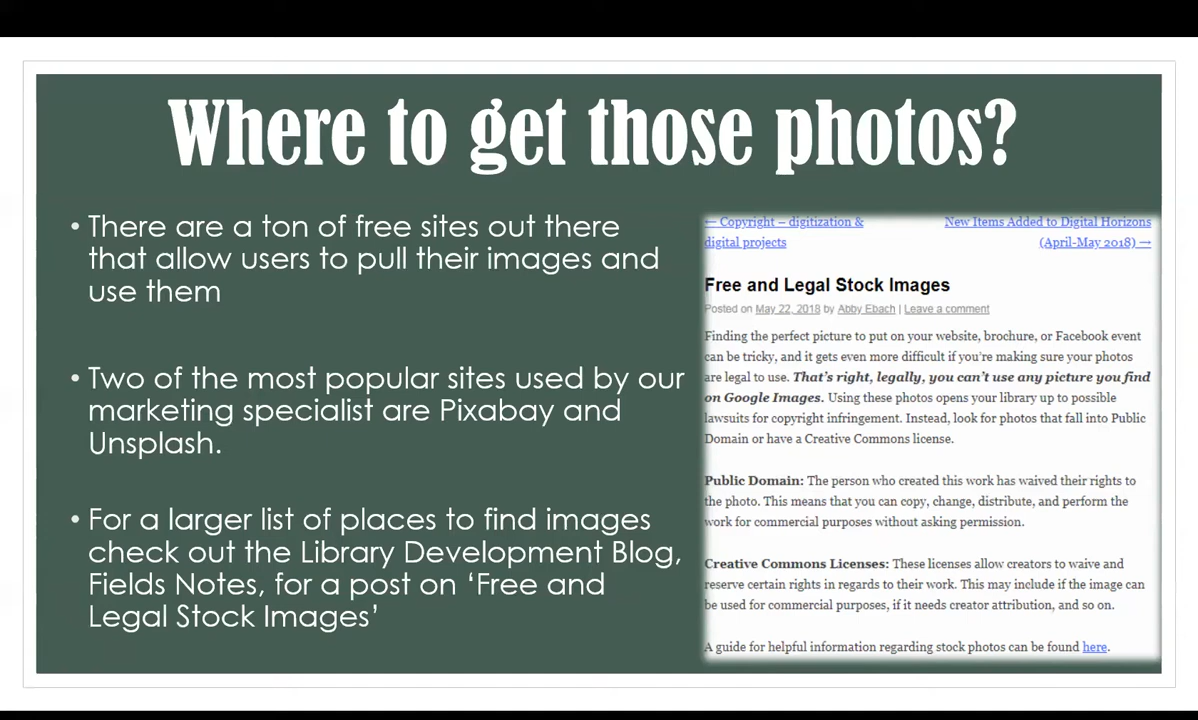 Where to get those photos?
• There are a ton of free sites out there
that allow users to pull their images and
use them
• Two of the most popular sites used by our
marketing specialist are Pixabay and
Unsplash.
• For a larger list of places to find images
check out the Library Development Blog,
Fields Notes, for a post on ‘Free and
Legal Stock Images’
← Copyright – digitization &
digital projects
New Items Added to Digital Horizons
(April-May 2018) →
Free and Legal Stock Images
Posted on May 22, 2018 by Abby Ebach | Leave a comment
Finding the perfect picture to put on your website, brochure, or Facebook event
can be tricky, and it gets even more difficult if you’re making sure your photos
are legal to use. That’s right, legally, you can’t use any picture you find
on Google Images. Using these photos opens your library up to possible
lawsuits for copyright infringement. Instead, look for photos that fall into Public
Domain or have a Creative Commons license.
Public Domain: The person who created this work has waived their rights to
the photo. This means that you can copy, change, distribute, and perform the
work for commercial purposes without asking permission.
Creative Commons Licenses: These licenses allow creators to waive and
reserve certain rights in regards to their work. This may include if the image can
be used for commercial purposes, if it needs creator attribution, and so on.
A guide for helpful information regarding stock photos can be found here.